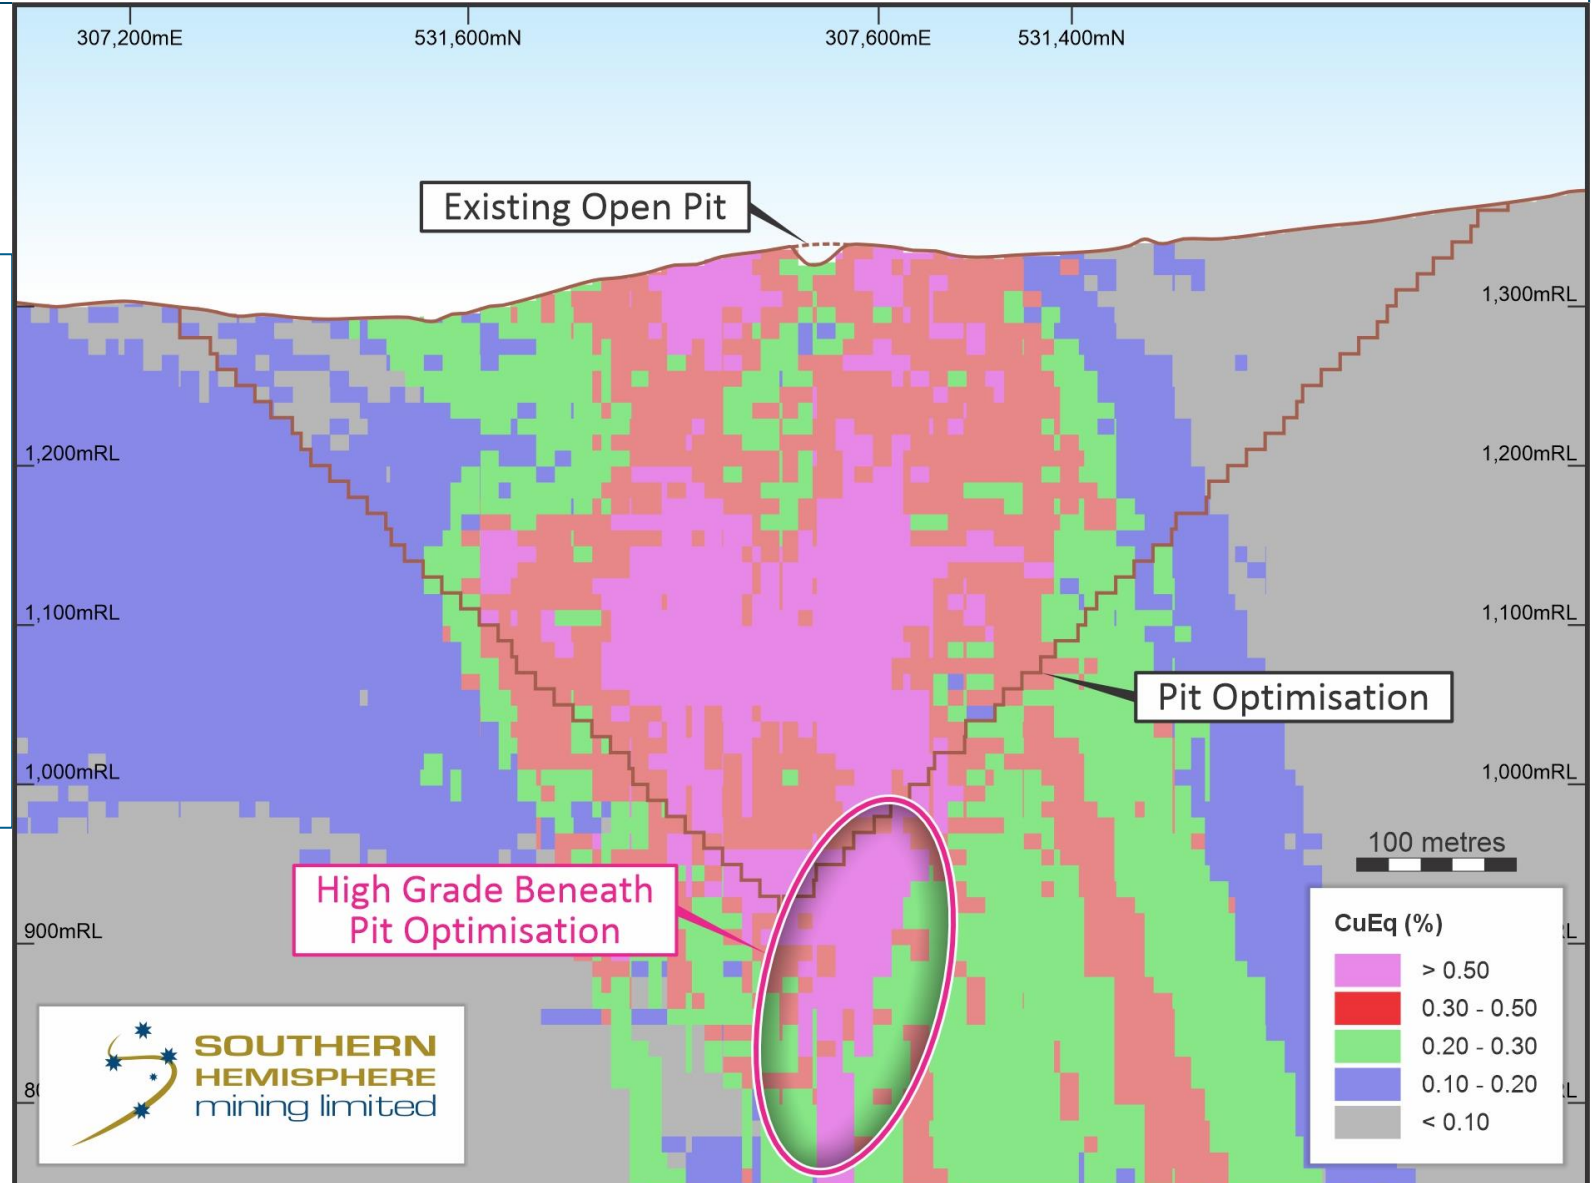 307,200mE
531,600mN
307,600mE
531,400mN
Existing Open Pit
1,300mRL
1,200mRL
1,200mRL
1,100mRL
1,100mRL
Pit Optimisation
1,000mRL
1,000mRL
100 metres
High Grade Beneath
Pit Optimisation
900mRL
CuEq (%)
> 0.50
0.30 - 0.50
0.20 - 0.30
0.10 - 0.20
< 0.10
SOUTHERN
HEMISPHERE
mining limited